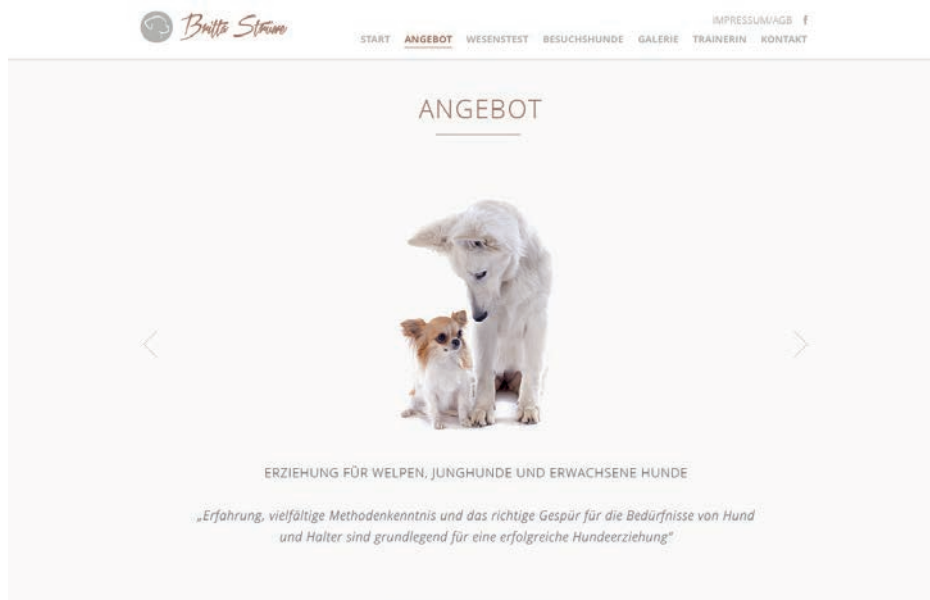 Britta Strüwe
IMPRESSUM/AGB f
START ANGEBOT WESENSTEST BESUCHSHUNDE GALERIE TRAINERIN KONTAKT
ANGEBOT
ERZIEHUNG FÜR WELPEN, JUNGHUNDE UND ERWACHSENE HUNDE
„Erfahrung, vielfältige Methodenkenntnis und das richtige Gespür für die Bedürfnisse von Hund
und Halter sind grundlegend für eine erfolgreiche Hundeerziehung“